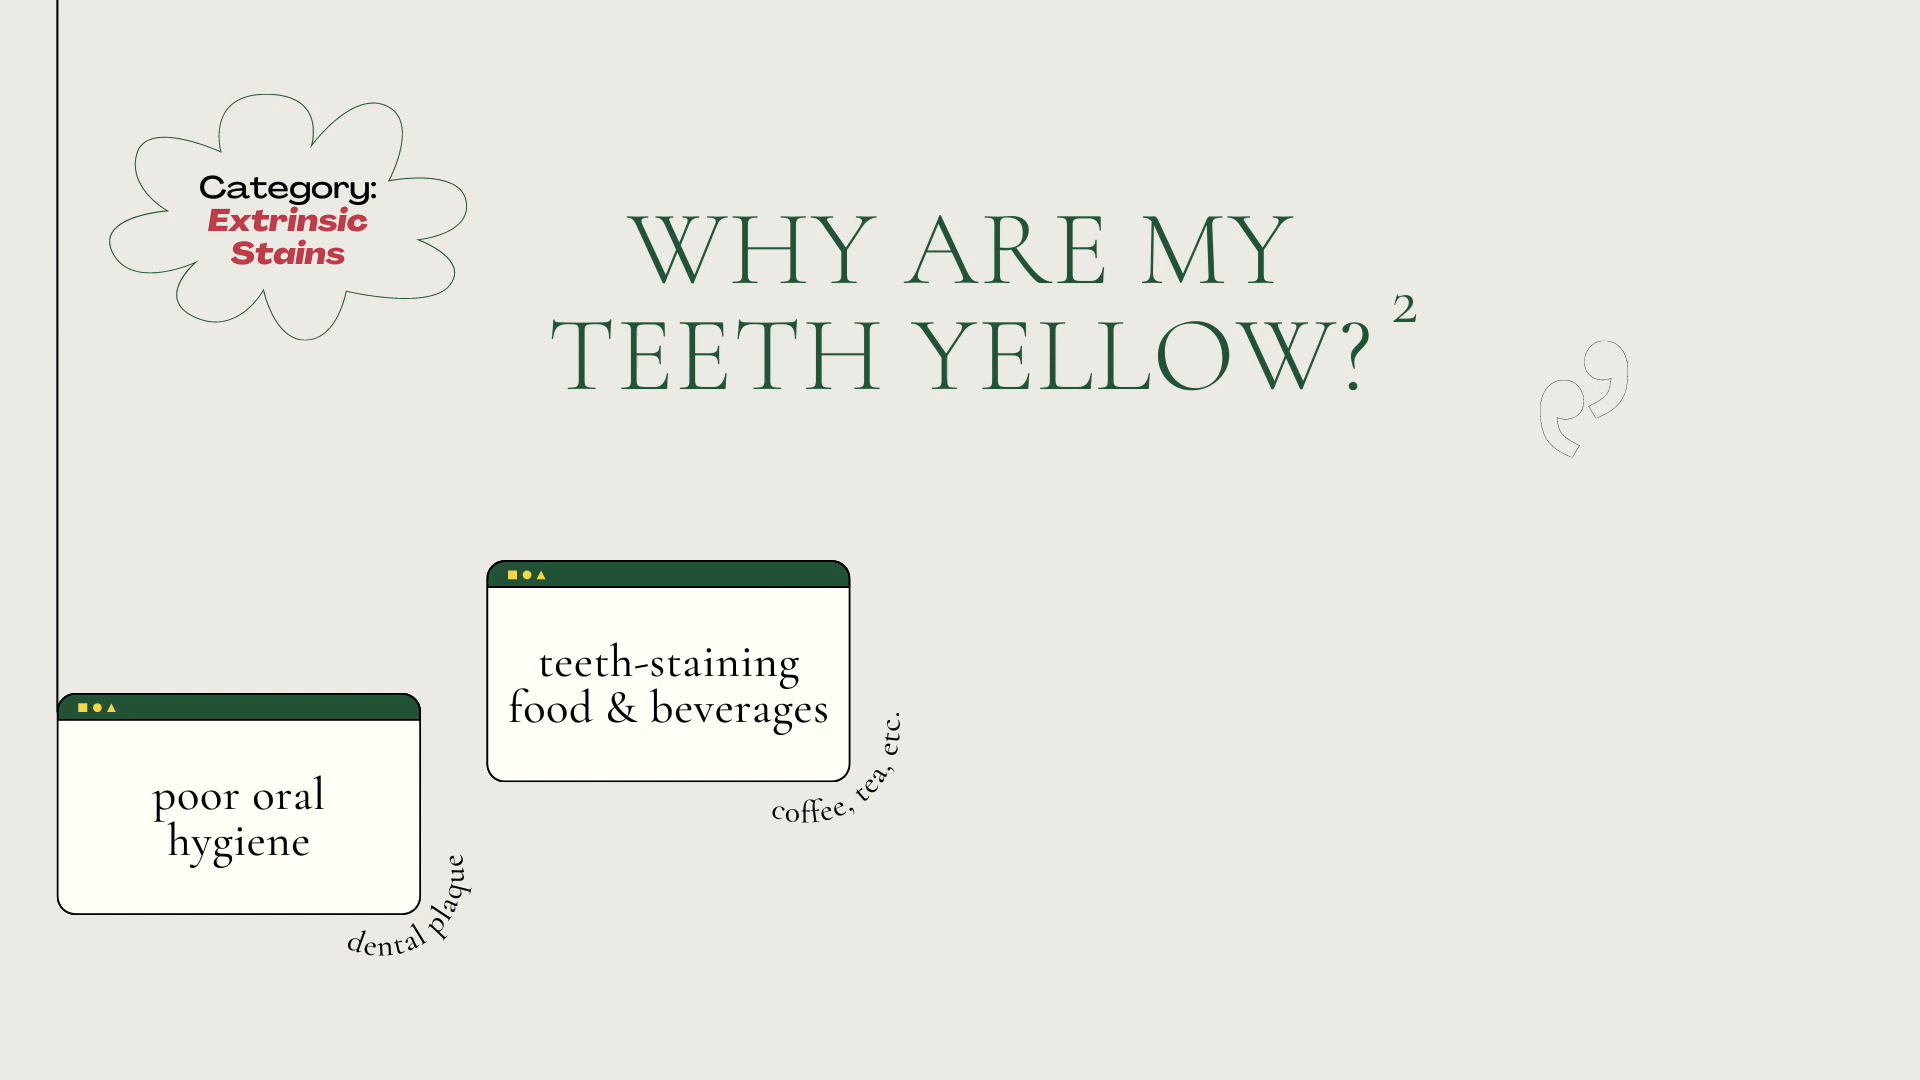 Category:
Extrinsic
Stains
WHY ARE MY
TEETH YELLOW? 2
teeth-staining
food & beverages
coffee, tea, etc.
poor oral
hygiene
dental plaque